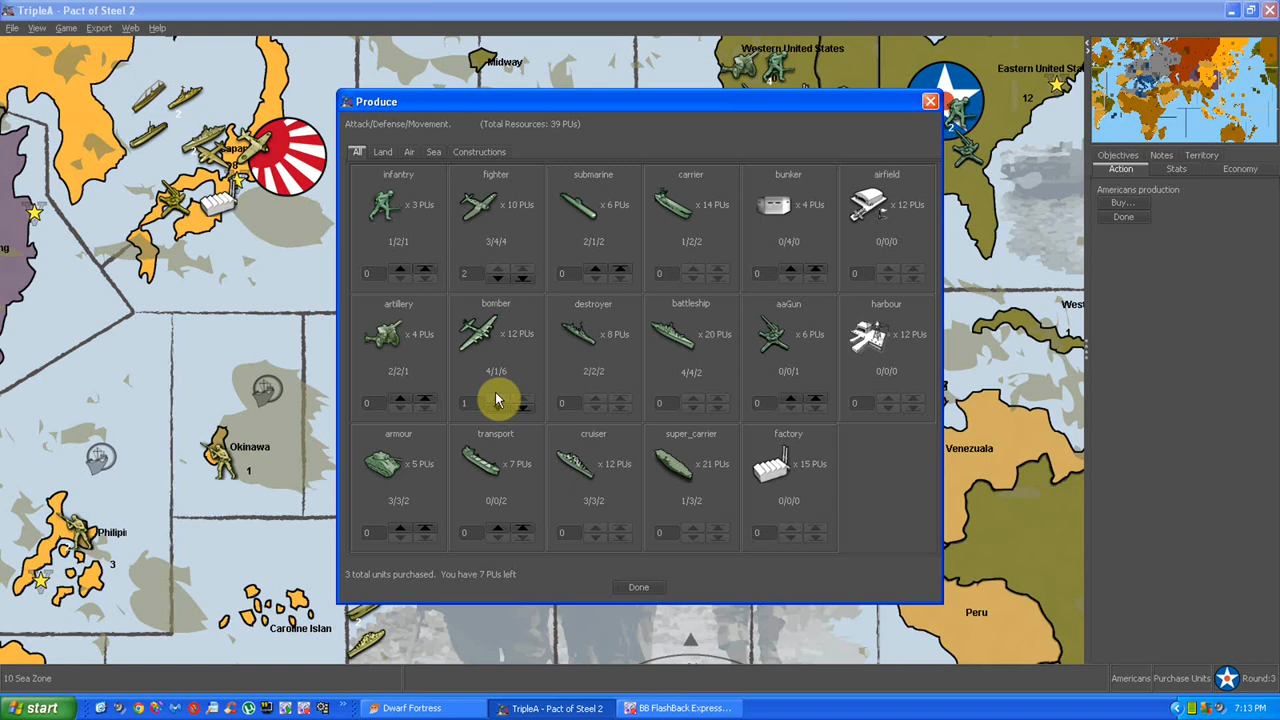 TripleA - Pact of Steel 2
File View Game Export Web Help
Midway
Western United States
Eastern United Sta
12
2
2
Japa
98
Produce
Attack/Defense/Movement. (Total Resources: 39 PUs)
All Land Air Sea Constructions
infantry fighter submarine carrier bunker airfield
x 3 PUs x 10 PUs x 6 PUs x 14 PUs x 4 PUs x 12 PUs
1/2/1 3/4/4 2/1/2 1/2/2 0/4/0 0/0/0
0 2 0 0 0 0
artillery bomber destroyer battleship aaGun harbour
x 4 PUs x 12 PUs x 8 PUs x 20 PUs x 6 PUs x 12 PUs
2/2/1 4/1/6 2/2/2 4/4/2 0/0/1 0/0/0
0 1 0 0 0 0
armour transport cruiser super_carrier factory
x 5 PUs x 7 PUs x 12 PUs x 21 PUs x 15 PUs
3/3/2 0/0/2 3/3/2 1/3/2 0/0/0
0 0 0 0 0
3 total units purchased. You have 7 PUs left
Done
Objectives Notes Territory
Action Stats Economy
Americans production
Buy...
Done
ng
Okinawa
1
Philipi
3
Caroline Islan
West
1
Venezuala
Peru
10 Sea Zone
Americans Purchase Units Round:3
start
Dwarf Fortress
TripleA - Pact of Steel 2
BB FlashBack Express...
7:13 PM